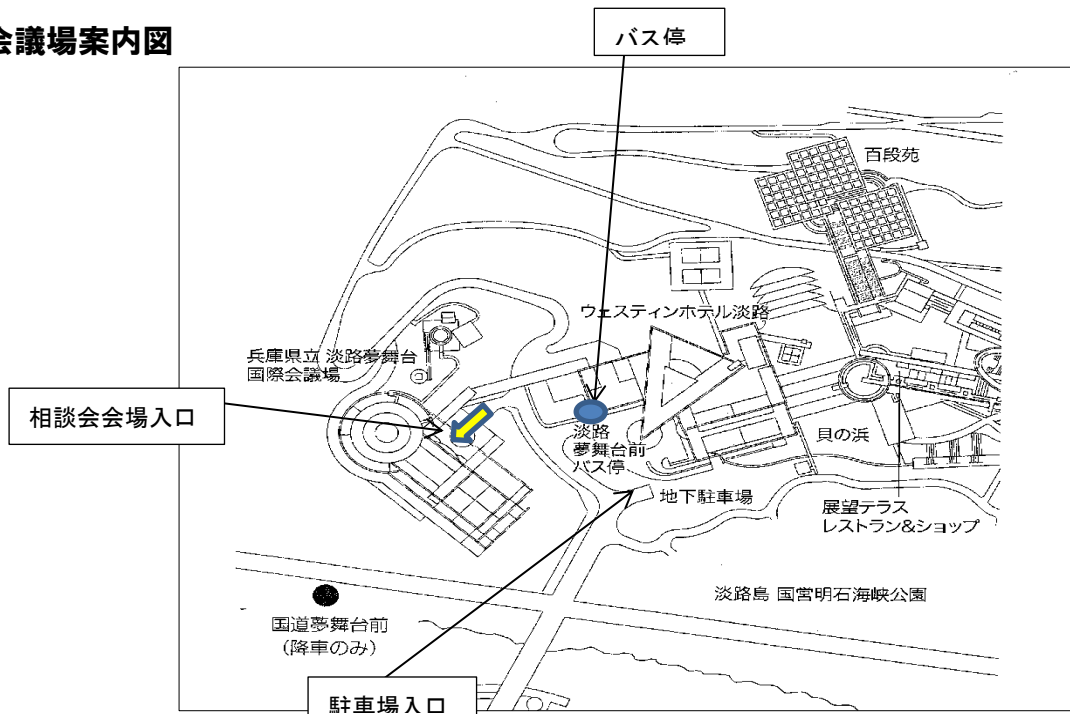 会議場案内図
バス停
百段苑
ウェスティンホテル淡路
兵庫県立 淡路夢舞台
国際会議場
相談会会場入口
淡路
夢舞台前
バス停
貝の浜
地下駐車場
展望テラス
レストラン&ショップ
淡路島 国営明石海峡公園
国道夢舞台前
(降車のみ)
駐車場入口